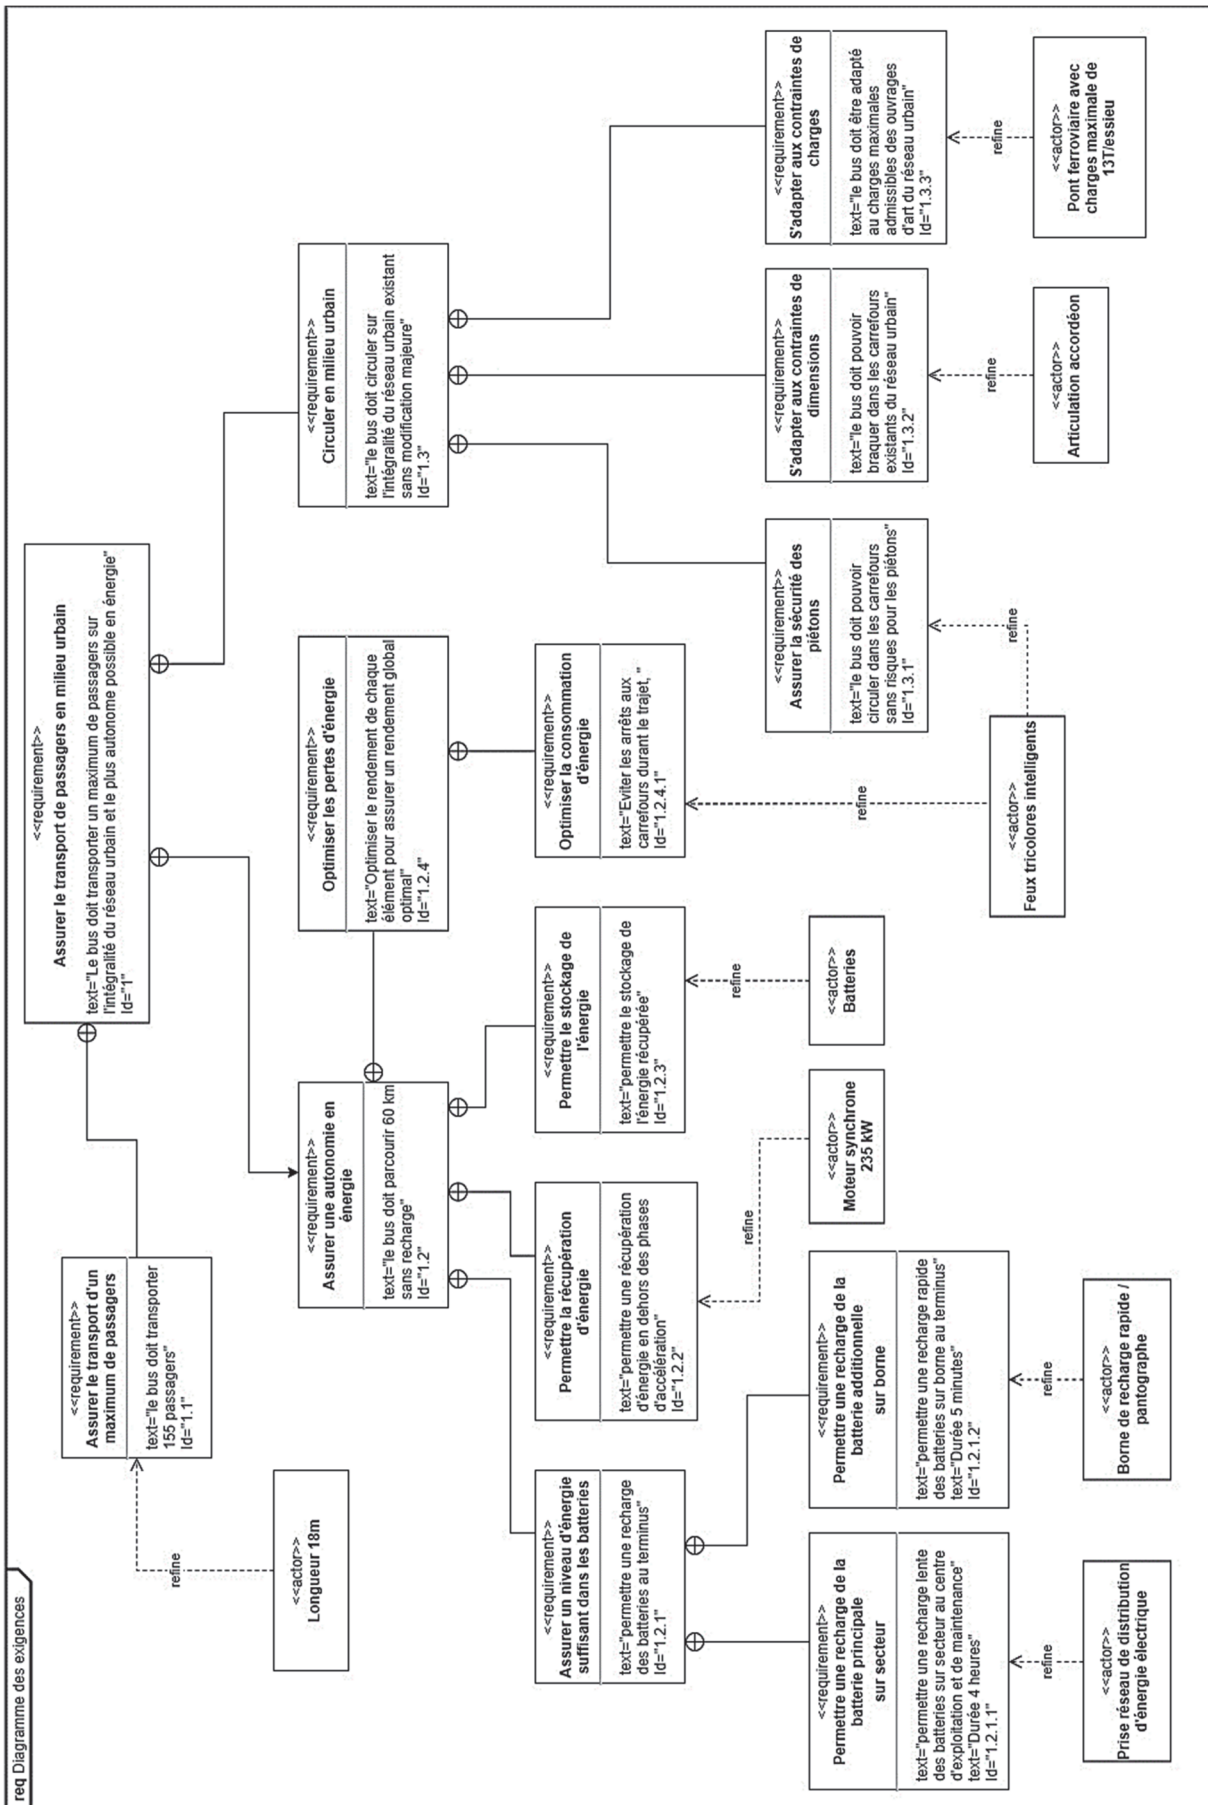 req Diagramme des exigences
<<requirement>>
Assurer le transport de passagers en milieu urbain
text="Le bus doit transporter un maximum de passagers sur
l'intégralité du réseau urbain et le plus autonome possible en énergie"
Id="1"
<<requirement>>
Assurer le transport d'un
maximum de passagers
text="le bus doit transporter
155 passagers"
Id="1.1"
refine
<<actor>>
Longueur 18m
<<requirement>>
Assurer une autonomie en
énergie
text="le bus doit parcourir 60 km
sans recharge"
Id="1.2"
<<requirement>>
Optimiser les pertes d'énergie
text="Optimiser le rendement de chaque
élément pour assurer un rendement global
optimal"
Id="1.2.4"
<<requirement>>
Circuler en milieu urbain
text="le bus doit circuler sur
l'intégralité du réseau urbain existant
sans modification majeure"
Id="1.3"
<<requirement>>
Assurer un niveau d'énergie
suffisant dans les batteries
text="permettre une recharge
des batteries au terminus"
Id="1.2.1"
<<requirement>>
Permettre la récupération
d'énergie
text="permettre une récupération
d'énergie en dehors des phases
d'accélération"
Id="1.2.2"
<<requirement>>
Permettre le stockage de
l'énergie
text="permettre le stockage de
l'énergie récupérée"
Id="1.2.3"
<<requirement>>
Optimiser la consommation
d'énergie
text="Eviter les arrêts aux
carrefours durant le trajet, "
Id="1.2.4.1"
<<requirement>>
Assurer la sécurité des
piétons
text="le bus doit pouvoir
circuler dans les carrefours
sans risques pour les piétons"
Id="1.3.1"
<<requirement>>
S'adapter aux contraintes de
dimensions
text="le bus doit pouvoir
braquer dans les carrefours
existants du réseau urbain"
Id="1.3.2"
<<requirement>>
S'adapter aux contraintes de
charges
text="le bus doit être adapté
au charges maximales
admissibles des ouvrages
d'art du réseau urbain"
Id="1.3.3"
<<requirement>>
Permettre une recharge de la
batterie principale
sur secteur
text="permettre une recharge lente
des batteries sur secteur au centre
d'exploitation et de maintenance"
text="Durée 4 heures"
Id="1.2.1.1"
<<requirement>>
Permettre une recharge de la
batterie additionnelle
sur borne
text="permettre une recharge rapide
des batteries sur borne au terminus"
text="Durée 5 minutes"
Id="1.2.1.2"
refine
<<actor>>
Moteur synchrone
235 kW
refine
<<actor>>
Batteries
refine
refine
<<actor>>
Feux tricolores intelligents
refine
<<actor>>
Articulation accordéon
refine
<<actor>>
Pont ferroviaire avec
charges maximale de
13T/essieu
refine
<<actor>>
Prise réseau de distribution
d'énergie électrique
refine
<<actor>>
Borne de recharge rapide /
pantographe